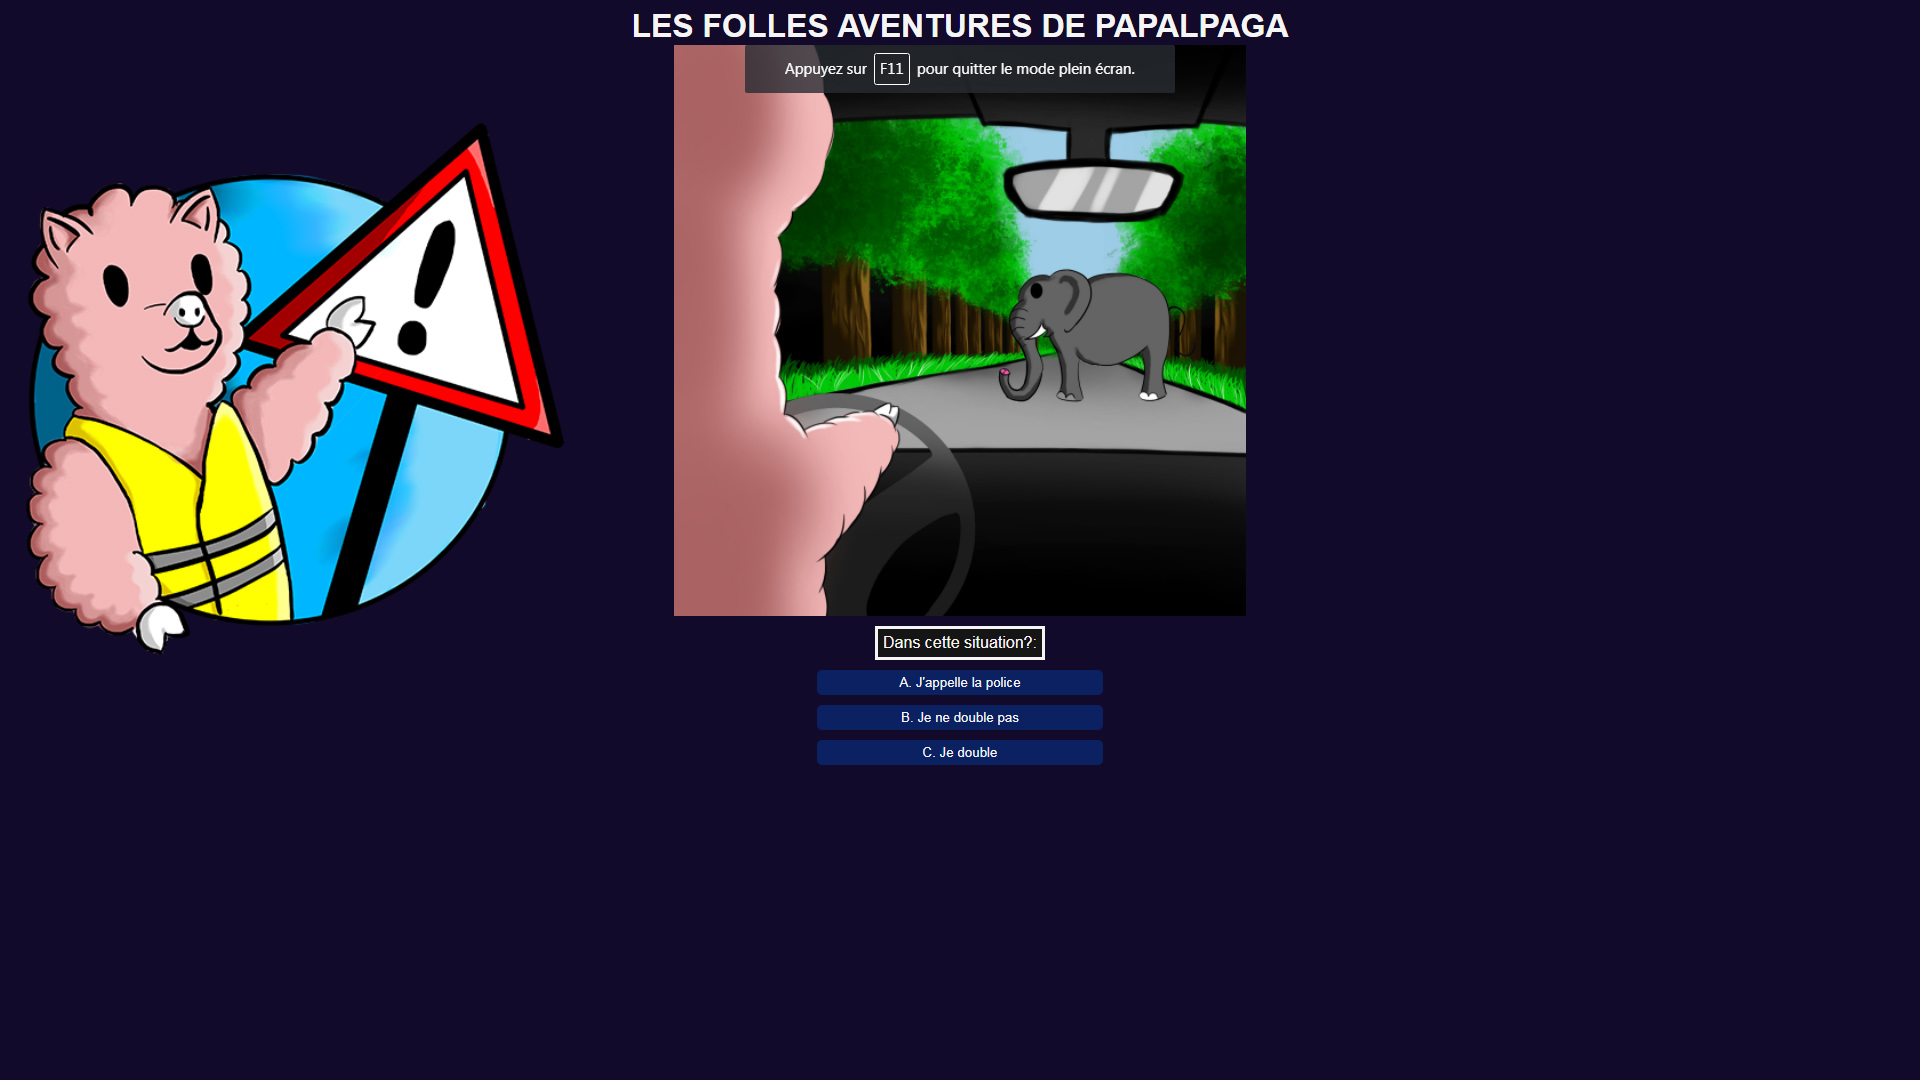 LES FOLLES AVENTURES DE PAPALPAGA
Appuyez sur F11 pour quitter le mode plein écran.
Dans cette situation?:
A. J'appelle la police
B. Je ne double pas
C. Je double